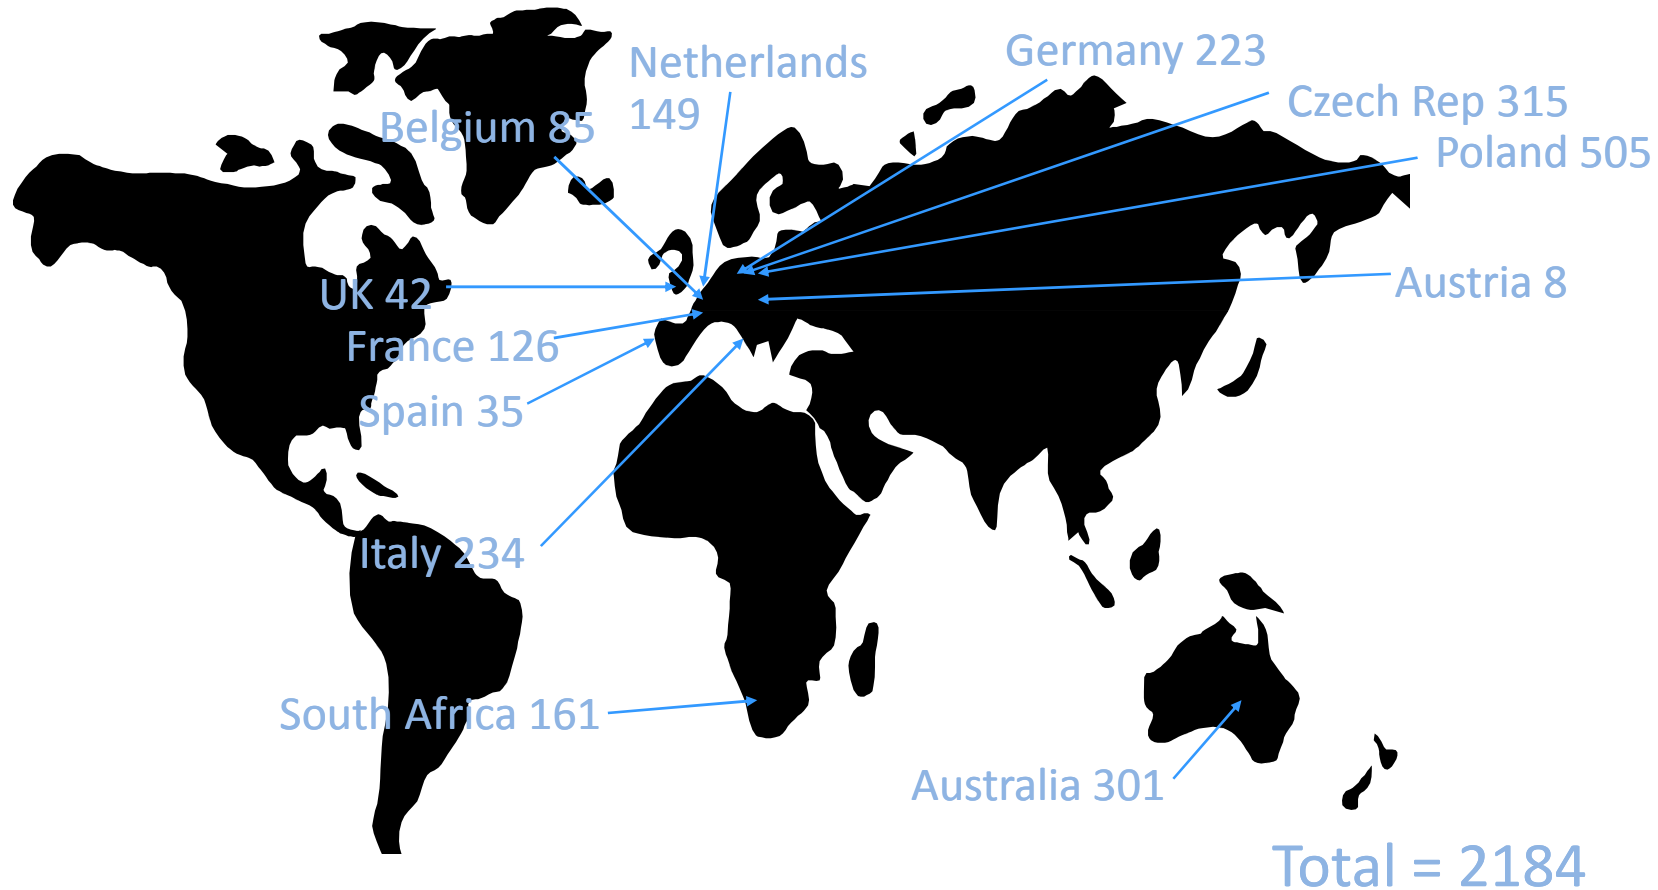 Germany 223
Netherlands
149
Czech Rep 315
Belgium 85
Poland 505
UK 42
Austria 8
France 126
Spain 35
Italy 234
South Africa 161
Australia 301
Total = 2184